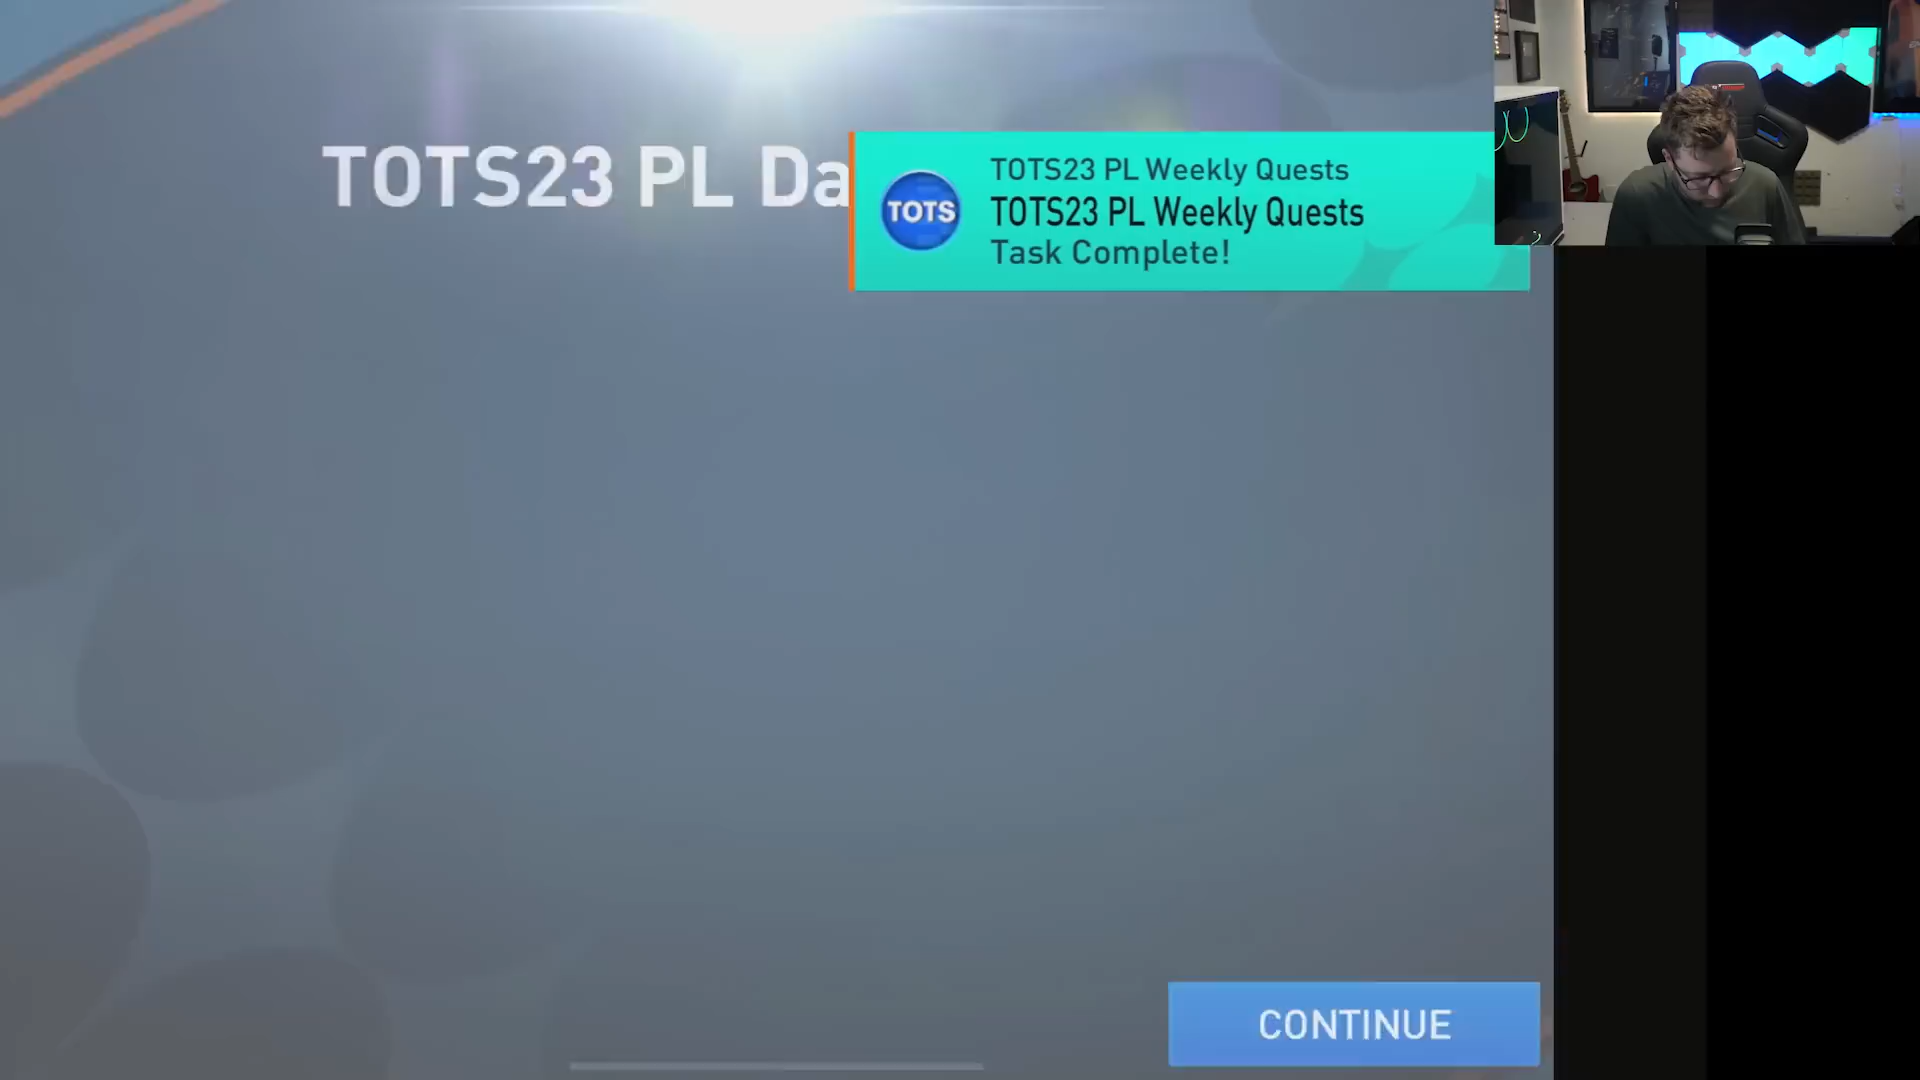 TOTS23 PL Da
TOTS
TOTS23 PL Weekly Quests
TOTS23 PL Weekly Quests
Task Complete!
CONTINUE